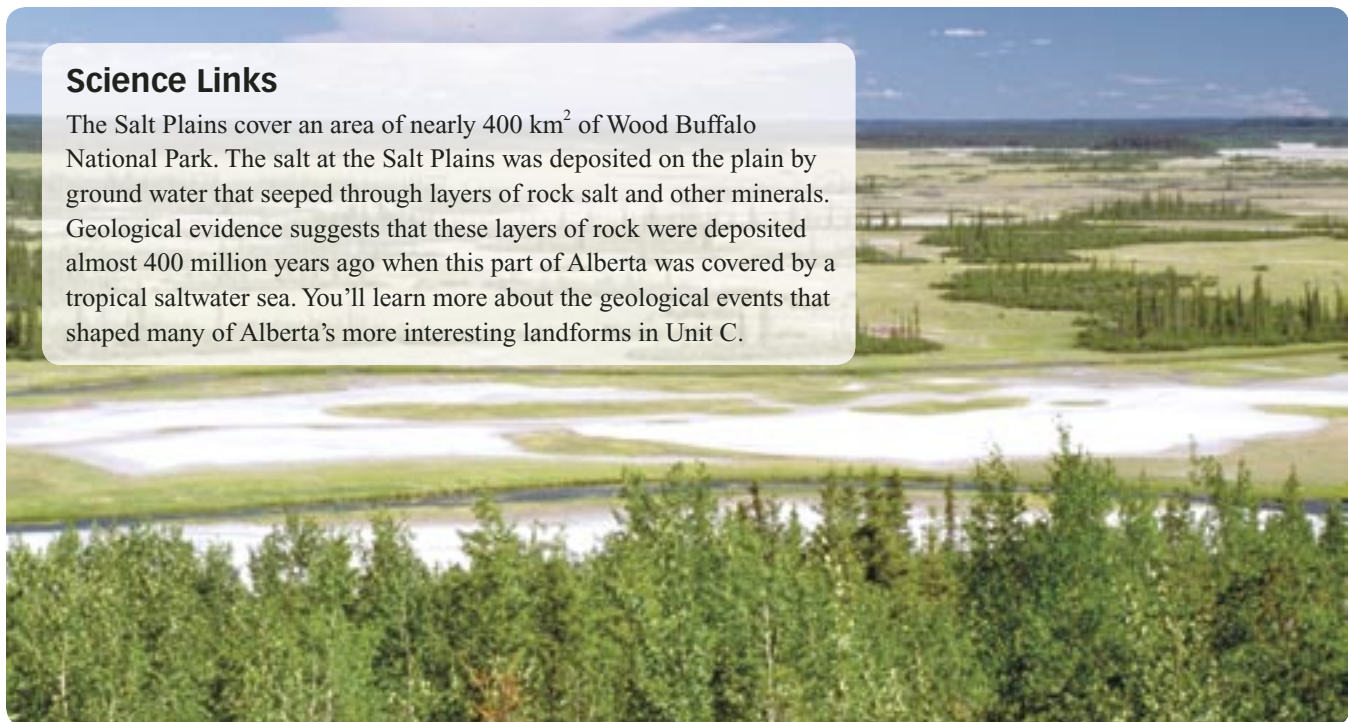 Science Links
The Salt Plains cover an area of nearly 400 km² of Wood Buffalo
National Park. The salt at the Salt Plains was deposited on the plain by
ground water that seeped through layers of rock salt and other minerals.
Geological evidence suggests that these layers of rock were deposited
almost 400 million years ago when this part of Alberta was covered by a
tropical saltwater sea. You’ll learn more about the geological events that
shaped many of Alberta’s more interesting landforms in Unit C.